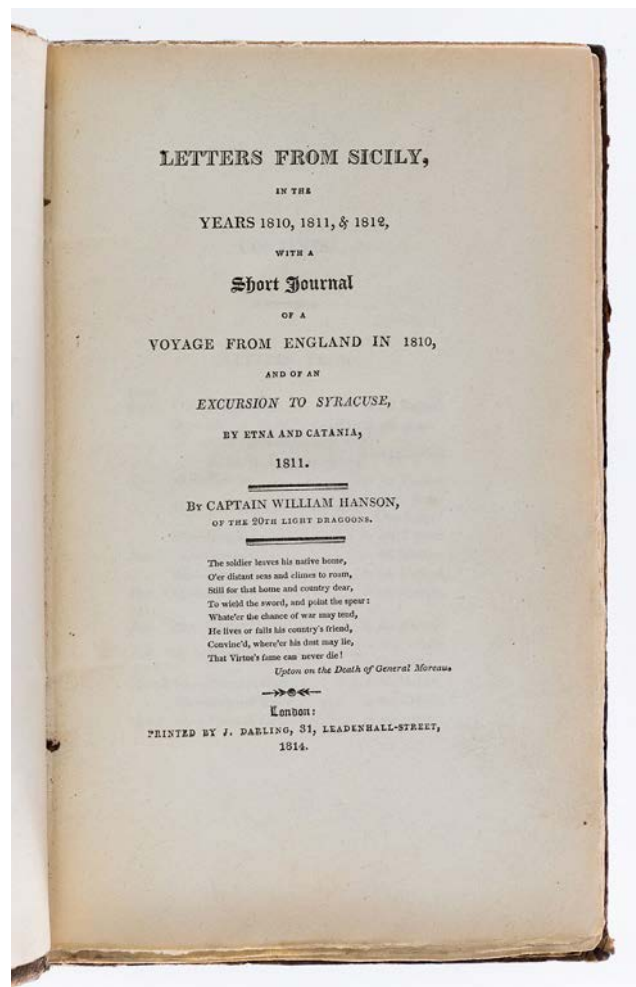 LETTERS FROM SICILY,
IN THE
YEARS 1810, 1811, & 1812,
WITH A
Short Journal
OF A
VOYAGE FROM ENGLAND IN 1810,
AND OF AN
EXCURSION TO SYRACUSE,
BY ETNA AND CATANIA,
1811.
BY CAPTAIN WILLIAM HANSON,
OF THE 20TH LIGHT DRAGOONS.
The soldier leaves his native home,
O'er distant seas and climes to roam,
Still for that home and country dear,
To wield the sword, and point the spear:
Whate'er the chance of war may tend,
He lives or falls his country's friend,
Convinc'd, where'er his dust may lie,
That Virtue's fame can never die!
Upton on the Death of General Moreau.
London:
PRINTED BY J. DARLING, 31, LEADENHALL-STREET,
1814.